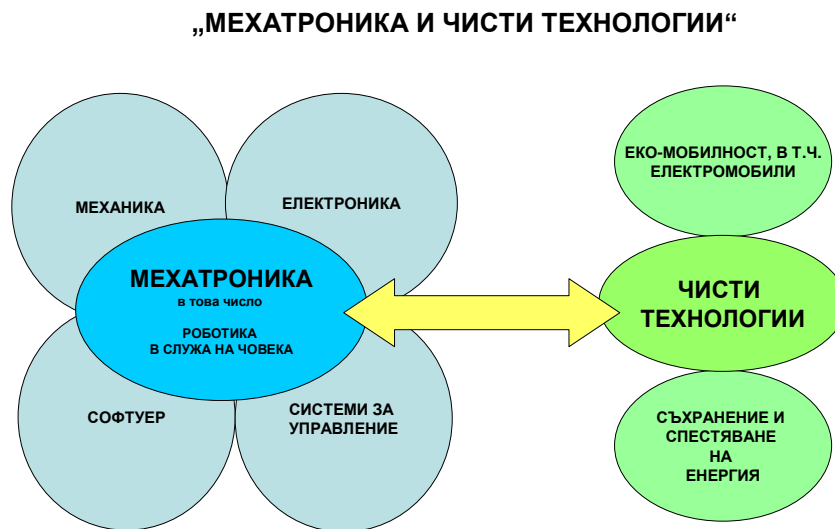 „МЕХАТРОНИКА И ЧИСТИ ТЕХНОЛОГИИ“
МЕХАНИКА
ЕЛЕКТРОНИКА
МЕХАТРОНИКА
в това число
РОБОТИКА
В СЛУЖА НА ЧОВЕКА
СОФТУЕР
СИСТЕМИ ЗА
УПРАВЛЕНИЕ
ЕКО-МОБИЛНОСТ, В Т.Ч.
ЕЛЕКТРОМОБИЛИ
ЧИСТИ
ТЕХНОЛОГИИ
СЪХРАНЕНИЕ И
СПЕСТЯВАНЕ
НА
ЕНЕРГИЯ